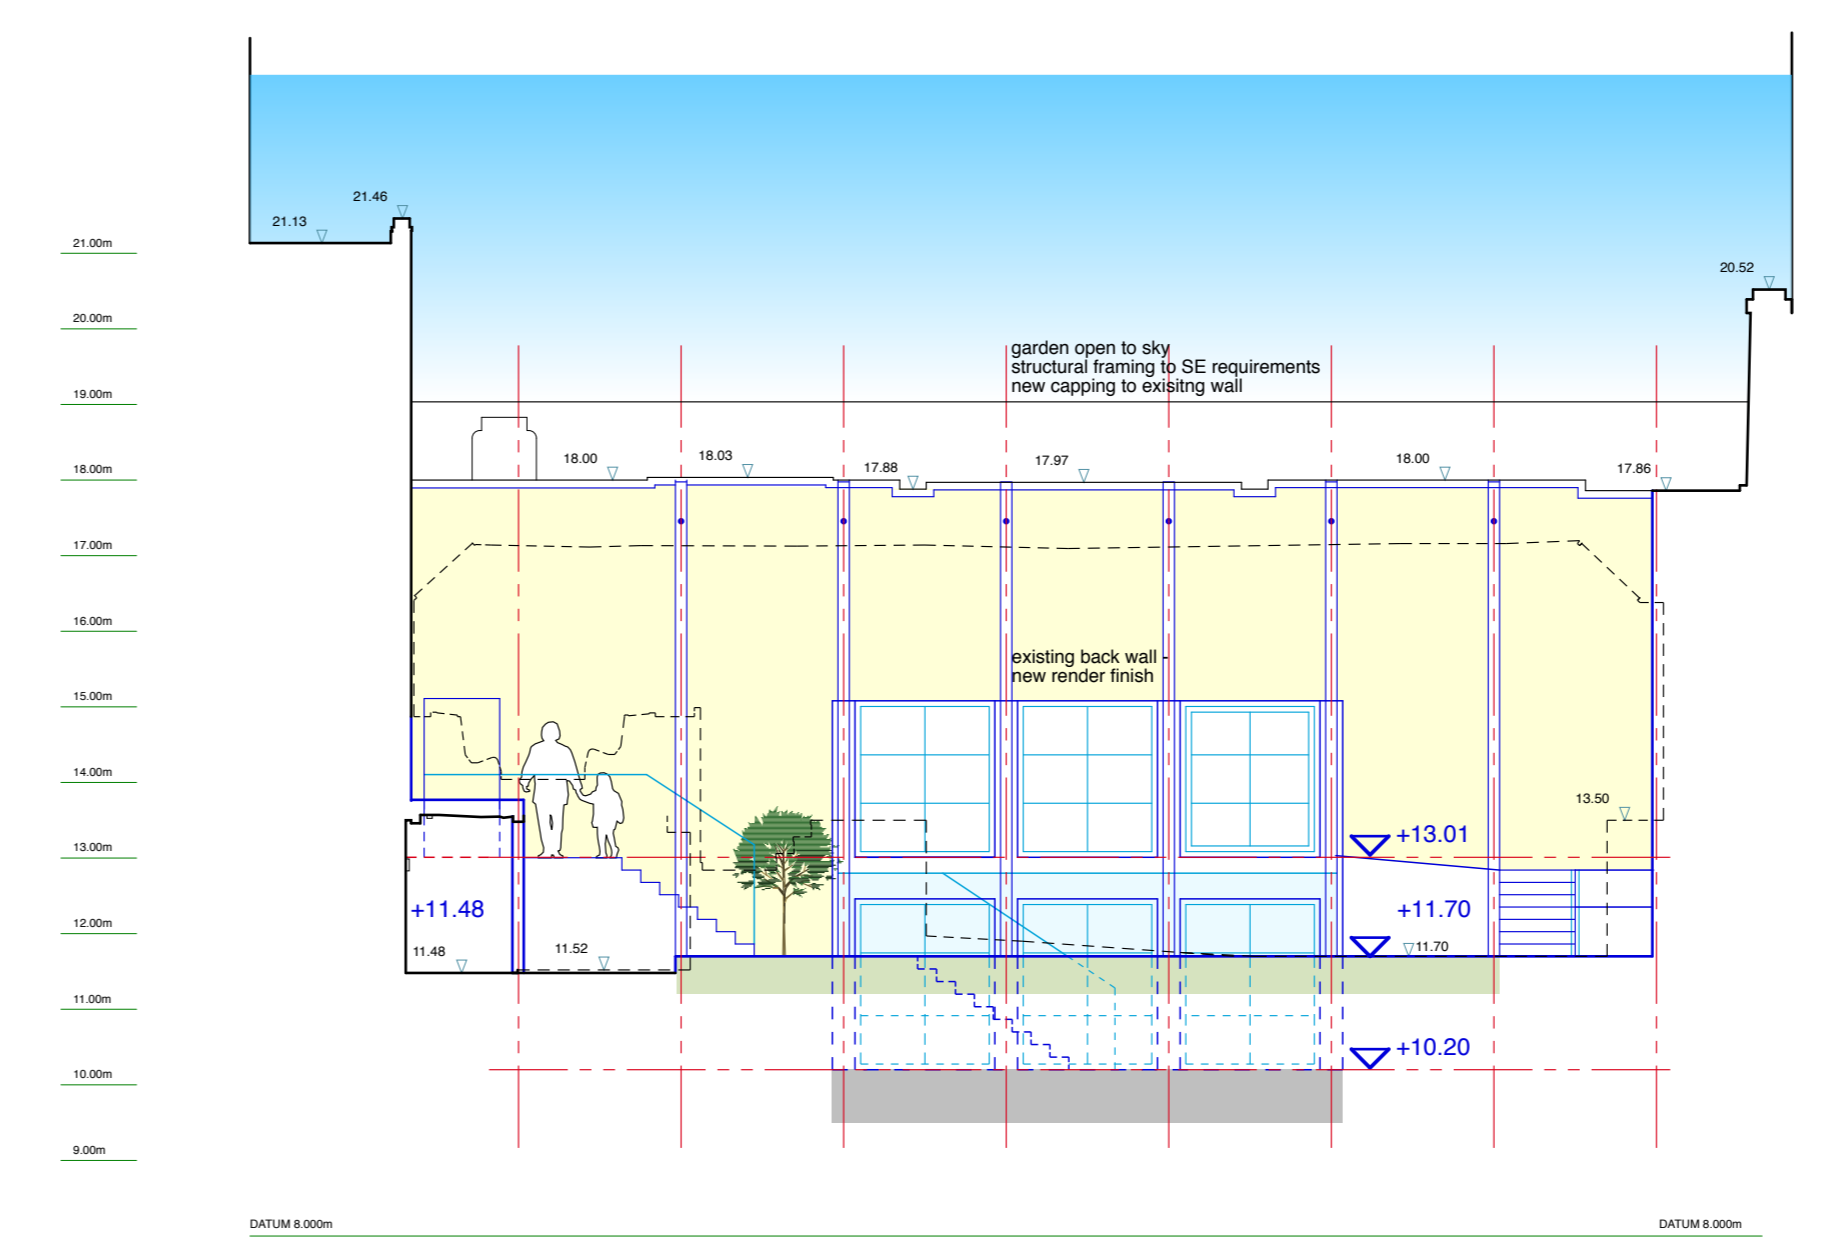 21.46
21.13
21.00m
20.52
20.00m
garden open to sky
structural framing to SE requirements
new capping to exisitng wall
19.00m
18.00
18.03
17.88
17.97
18.00
17.86
18.00m
17.00m
16.00m
existing back wall -
new render finish
15.00m
14.00m
13.50
13.00m
+13.01
+11.48
+11.70
12.00m
11.48
11.52
11.70
11.00m
+10.20
10.00m
9.00m
DATUM 8.000m
DATUM 8.000m